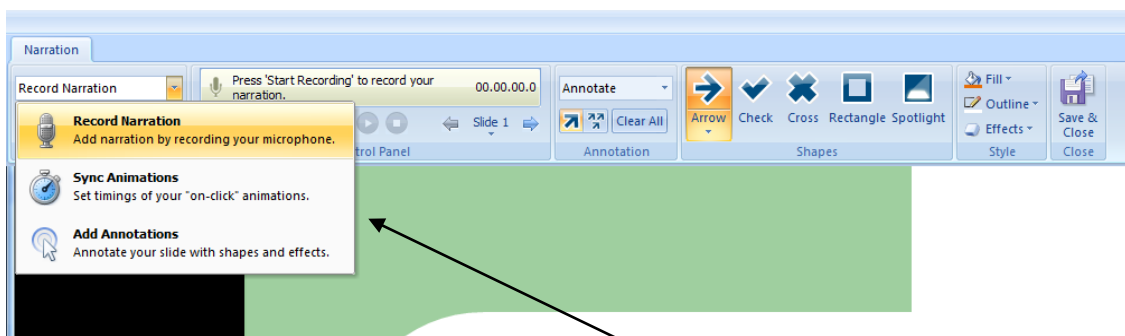 Narration
Record Narration
Press 'Start Recording' to record your
narration.
00.00.00.0
Slide 1
trol Panel
Record Narration
Add narration by recording your microphone.
Sync Animations
Set timings of your "on-click" animations.
Add Annotations
Annotate your slide with shapes and effects.
Annotate
Clear All
Annotation
Arrow Check Cross Rectangle Spotlight
Shapes
Fill
Outline
Effects
Style
Save &
Close
Close